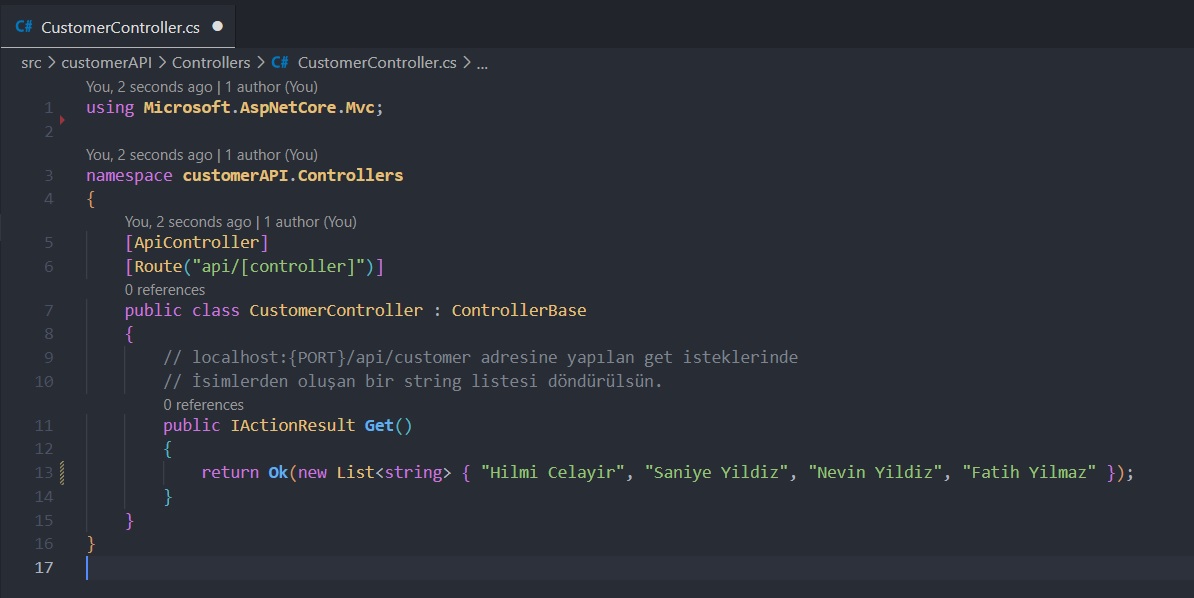 C# CustomerController.cs
src > customerAPI > Controllers > C# CustomerController.cs > ...
You, 2 seconds ago | 1 author (You)
1 using Microsoft.AspNetCore.Mvc;
2
You, 2 seconds ago | 1 author (You)
3 namespace customerAPI.Controllers
4 {
You, 2 seconds ago | 1 author (You)
5 [ApiController]
6 [Route("api/[controller]")]
0 references
7 public class CustomerController : ControllerBase
8 {
9 // localhost:{PORT}/api/customer adresine yapılan get isteklerinde
10 // İsimlerden oluşan bir string listesi döndürülsün.
0 references
11 public IActionResult Get()
12 {
13 return Ok(new List<string> { "Hilmi Celayir", "Saniye Yildiz", "Nevin Yildiz", "Fatih Yilmaz" });
14 }
15 }
16 }
17